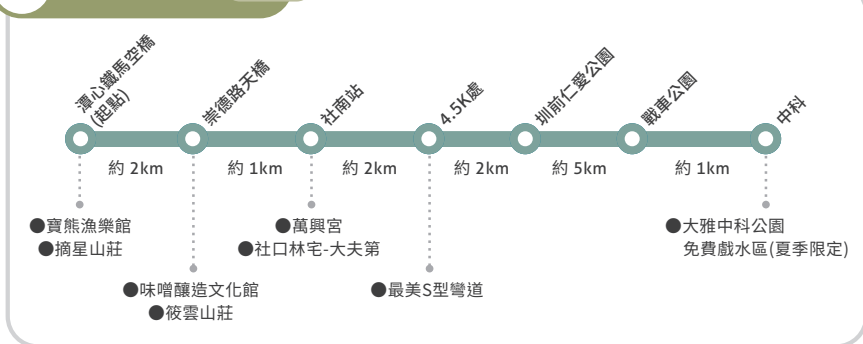 潭心鐵馬空橋
(起點)
崇德路天橋
社南站
4.5K處
圳前仁愛公園
戰車公園
中科
約 2km
約 1km
約 2km
約 2km
約 5km
約 1km
●寶熊漁樂館
●摘星山莊
●味噌釀造文化館
●筱雲山莊
●萬興宮
●社口林宅-大夫第
●最美S型彎道
●大雅中科公園
免費戲水區(夏季限定)